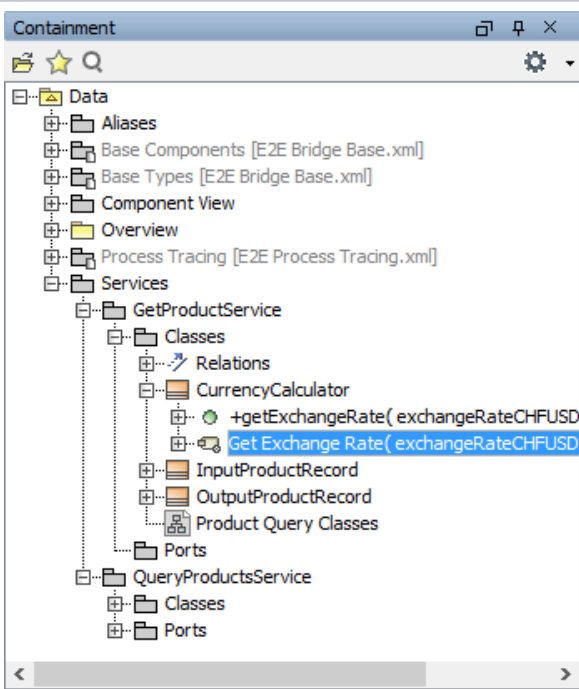 Containment
Data
Aliases
Base Components [E2E Bridge Base.xml]
Base Types [E2E Bridge Base.xml]
Component View
Overview
Process Tracing [E2E Process Tracing.xml]
Services
GetProductService
Classes
Relations
CurrencyCalculator
+getExchangeRate( exchangeRateCHFUSD
Get Exchange Rate( exchangeRateCHFUSD
InputProductRecord
OutputProductRecord
Product Query Classes
Ports
QueryProductsService
Classes
Ports